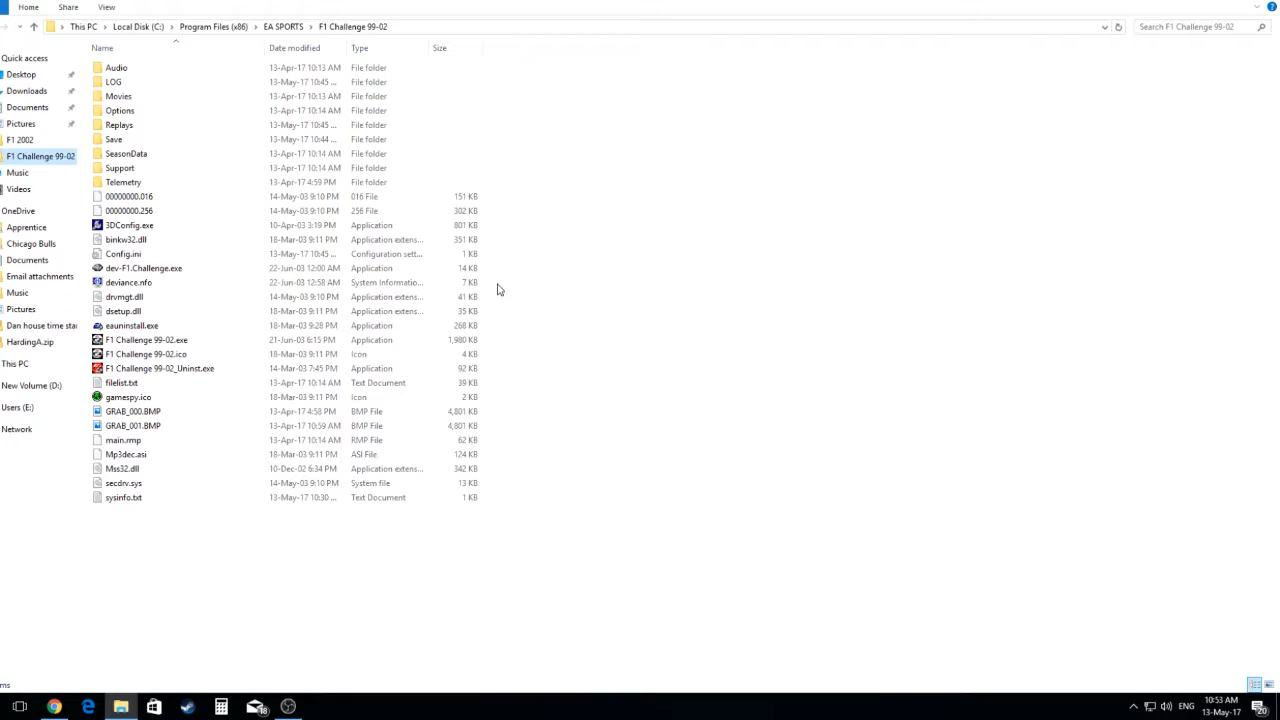 Home Share View
This PC Local Disk (C:) Program Files (x86) EA SPORTS F1 Challenge 99-02 Search F1 Challenge 99-02
Name Date modified Type Size
Quick access
Desktop
Downloads
Documents
Pictures
F1 2002
F1 Challenge 99-02
Music
Videos
OneDrive
Apprentice
Chicago Bulls
Documents
Email attachments
Music
Pictures
Dan house time star
HardingA.zip
This PC
New Volume (D:)
Users (E:)
Network
Audio 13-Apr-17 10:13 AM File folder
LOG 13-May-17 10:45 ... File folder
Movies 13-Apr-17 10:13 AM File folder
Options 13-Apr-17 10:14 AM File folder
Replays 13-May-17 10:45 ... File folder
Save 13-May-17 10:44 ... File folder
SeasonData 13-Apr-17 10:14 AM File folder
Support 13-Apr-17 10:14 AM File folder
Telemetry 13-Apr-17 4:59 PM File folder
00000000.016 14-May-03 9:10 PM 016 File 151 KB
00000000.256 14-May-03 9:10 PM 256 File 302 KB
3DConfig.exe 10-Apr-03 3:19 PM Application 801 KB
binkw32.dll 18-Mar-03 9:11 PM Application extens... 351 KB
Config.ini 13-May-17 10:45 ... Configuration sett... 1 KB
dev-F1.Challenge.exe 22-Jun-03 12:00 AM Application 14 KB
deviance.nfo 22-Jun-03 12:58 AM System Informatio... 7 KB
drvmgt.dll 14-May-03 9:10 PM Application extens... 41 KB
dsetup.dll 18-Mar-03 9:11 PM Application extens... 35 KB
eauninstall.exe 18-Mar-03 9:28 PM Application 268 KB
F1 Challenge 99-02.exe 21-Jun-03 6:15 PM Application 1,980 KB
F1 Challenge 99-02.ico 18-Mar-03 9:11 PM Icon 4 KB
F1 Challenge 99-02_Uninst.exe 14-Mar-03 7:45 PM Application 92 KB
filelist.txt 13-Apr-17 10:14 AM Text Document 39 KB
gamespy.ico 18-Mar-03 9:11 PM Icon 2 KB
GRAB_000.BMP 13-Apr-17 4:58 PM BMP File 4,801 KB
GRAB_001.BMP 13-Apr-17 10:59 AM BMP File 4,801 KB
main.rmp 13-Apr-17 10:14 AM RMP File 62 KB
Mp3dec.asi 18-Mar-03 9:11 PM ASI File 124 KB
Mss32.dll 10-Dec-02 6:34 PM Application extens... 342 KB
secdrv.sys 14-May-03 9:10 PM System file 13 KB
sysinfo.txt 13-May-17 10:30 ... Text Document 1 KB
ms
18 ENG 10:53 AM
13-May-17 20